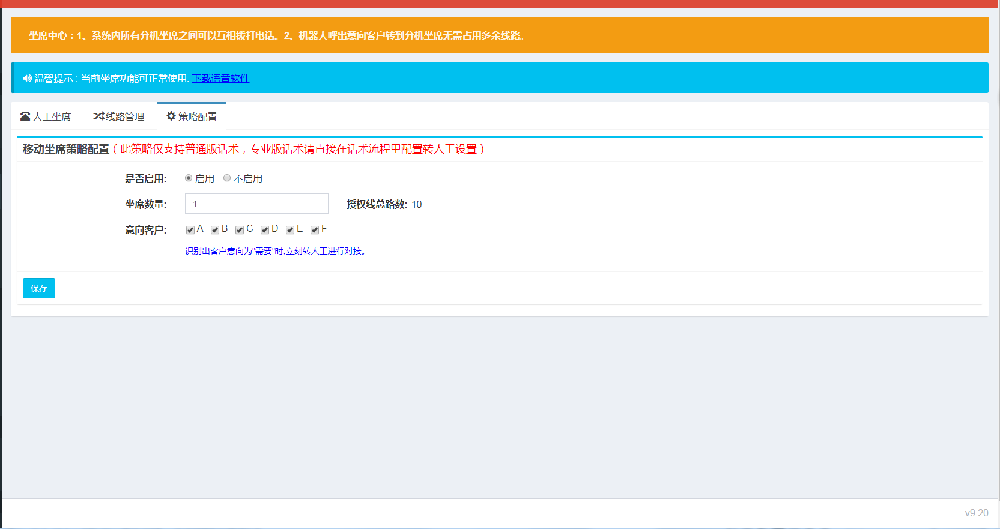 坐席中心：1、系统内所有分机坐席之间可以互相拨打电话。2、机器人呼出意向客户转到分机坐席无需占用多余线路。
温馨提示 : 当前坐席功能可正常使用. 下载语音软件
人工坐席 线路管理 策略配置
移动坐席策略配置（此策略仅支持普通版话术，专业版话术请直接在话术流程里配置转人工设置）
是否启用: 启用 不启用
坐席数量: 1 授权线总路数: 10
意向客户: A B C D E F
识别出客户意向为"需要"时,立刻转人工进行对接。
保存
v9.20